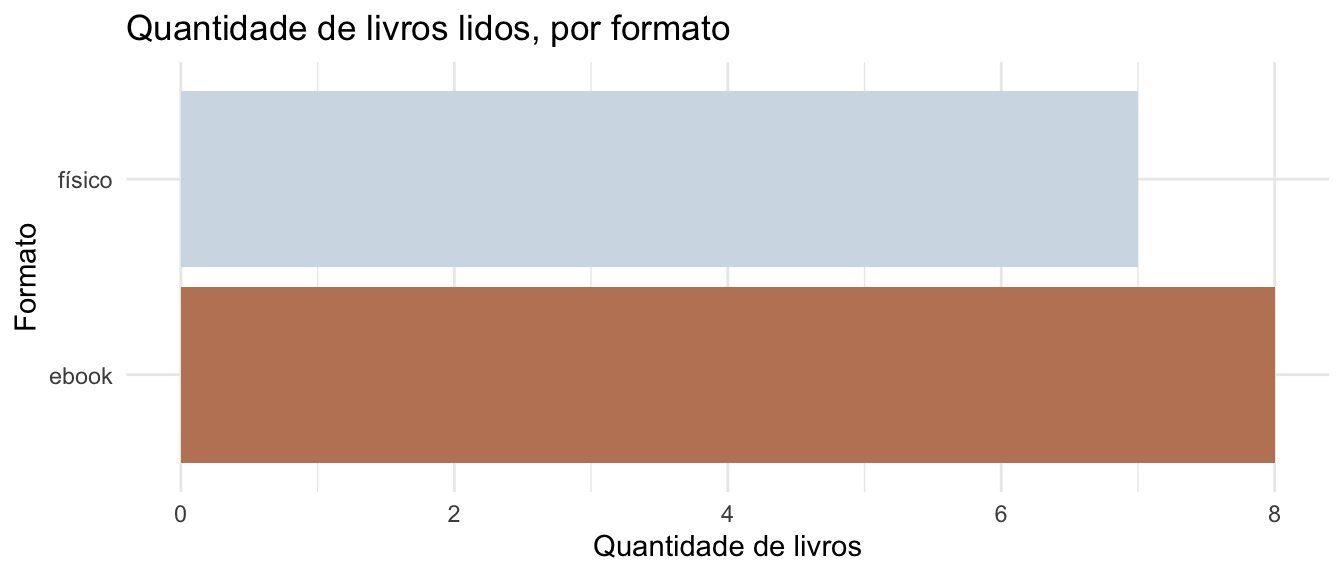 Quantidade de livros lidos, por formato
Formato
físico
ebook
0 2 4 6 8
Quantidade de livros